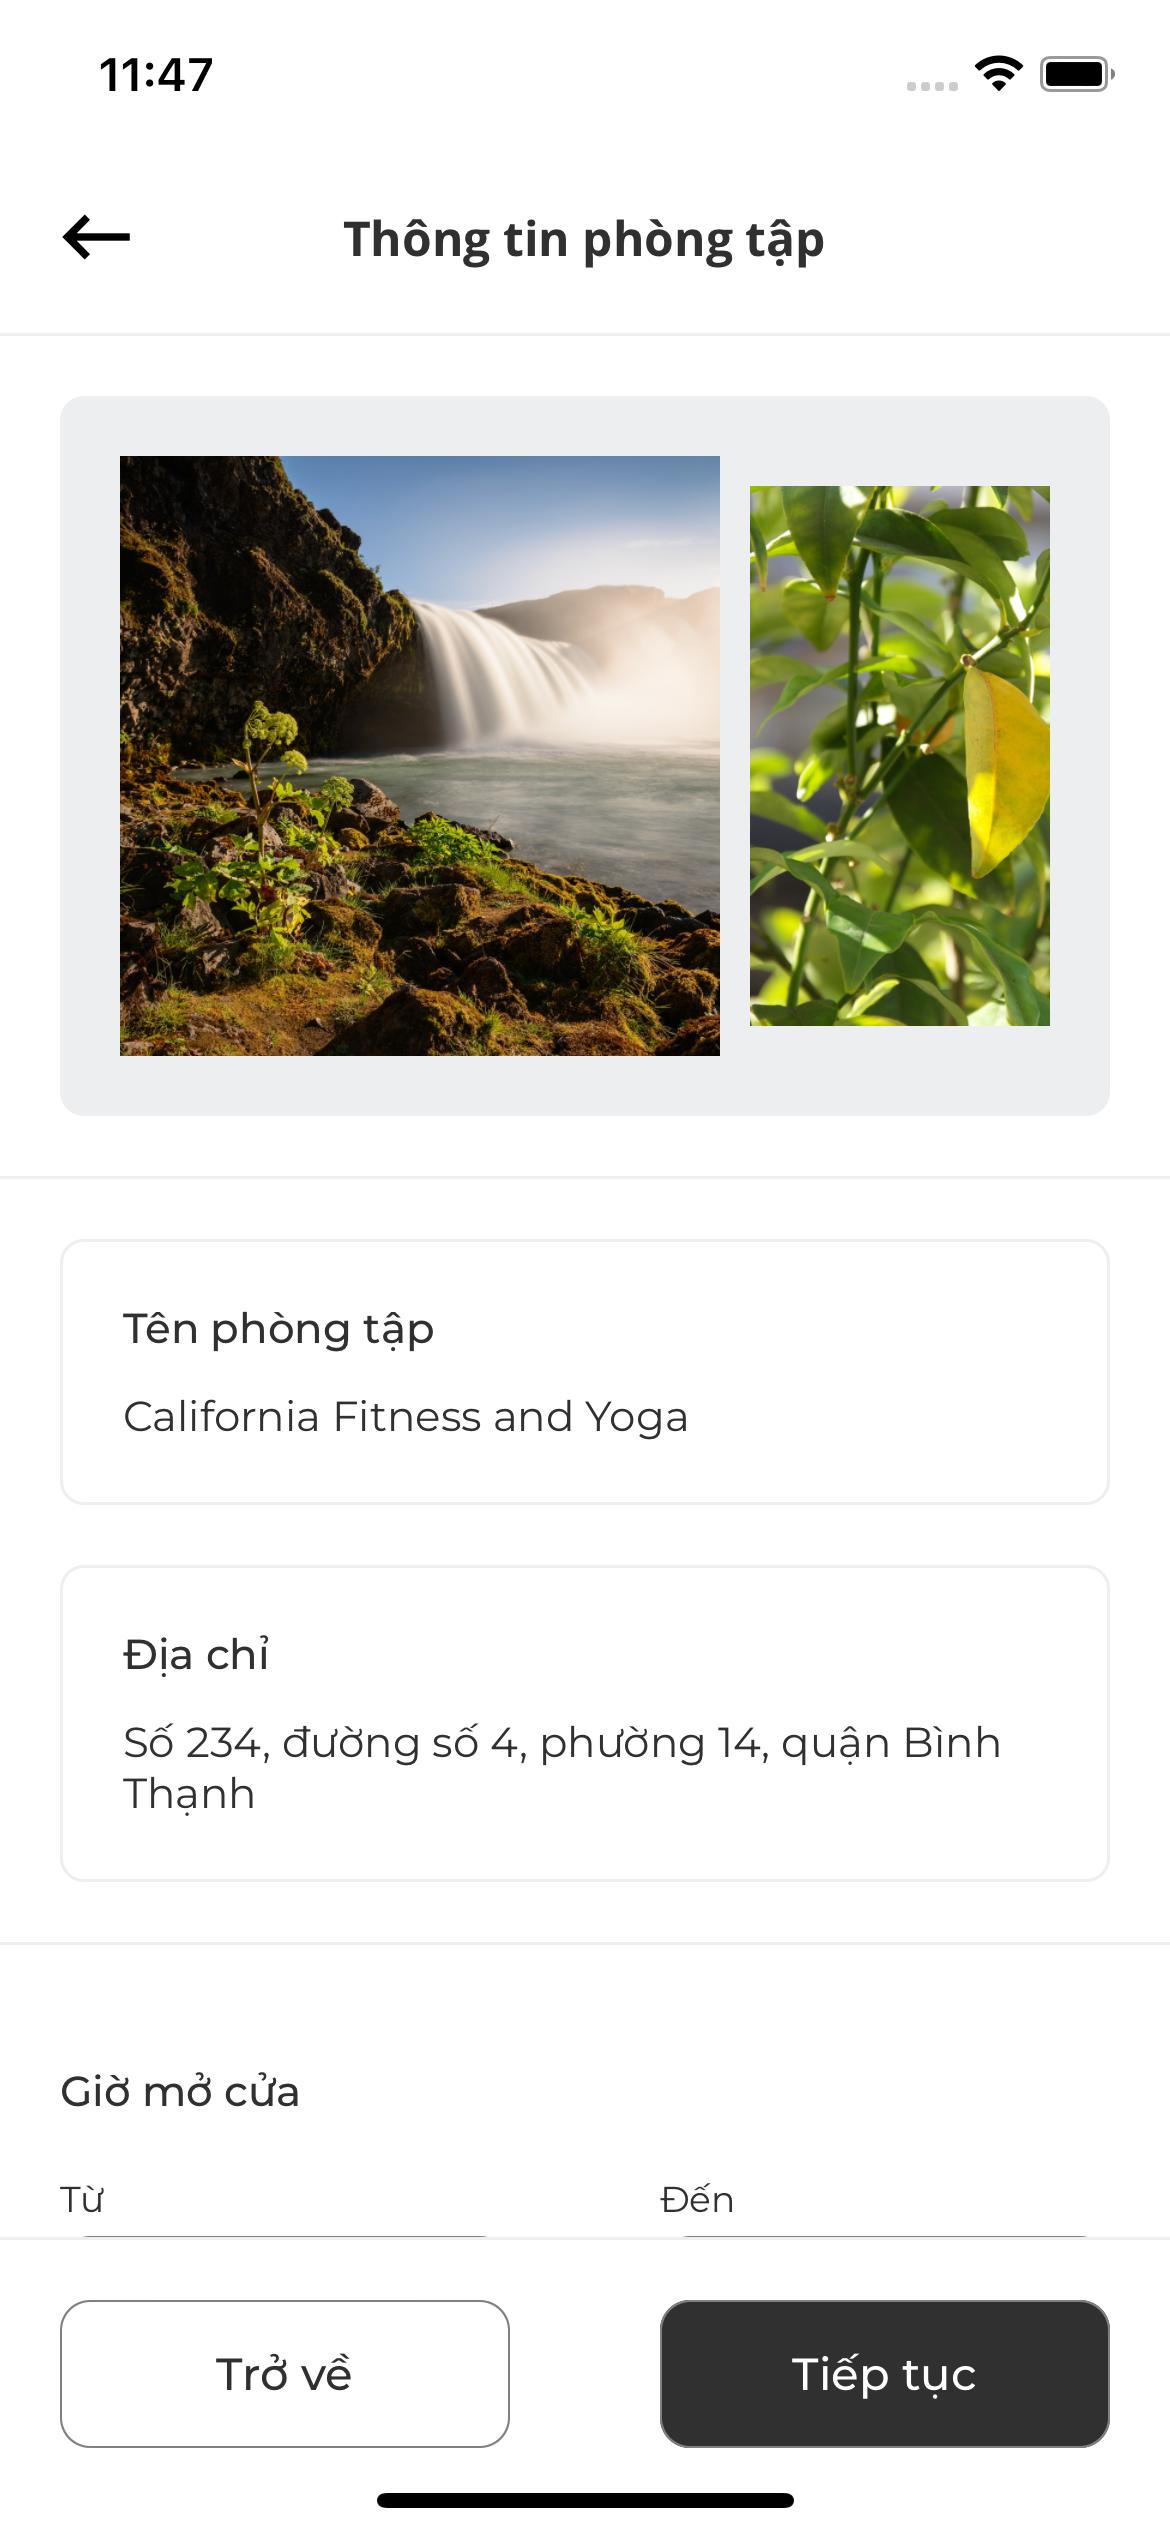 11:47
Thông tin phòng tập
Tên phòng tập
California Fitness and Yoga
Địa chỉ
Số 234, đường số 4, phường 14, quận Bình
Thạnh
Giờ mở cửa
Từ
Đến
Trở về
Tiếp tục